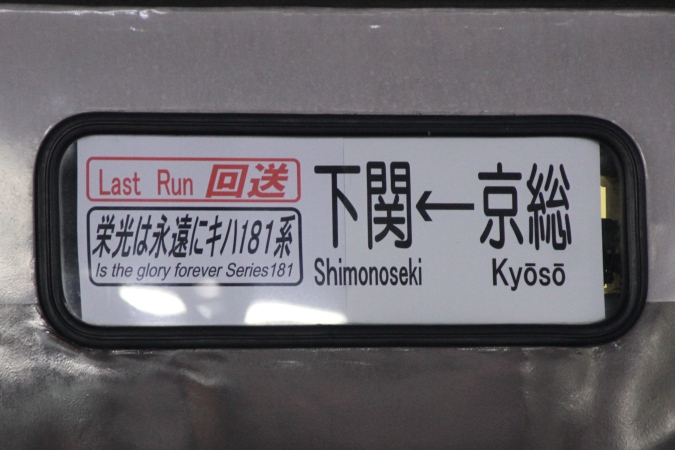 Last Run 回送
栄光は永遠にキハ181系
Is the glory forever Series181
下関←京総
Shimonoseki Kyōsō